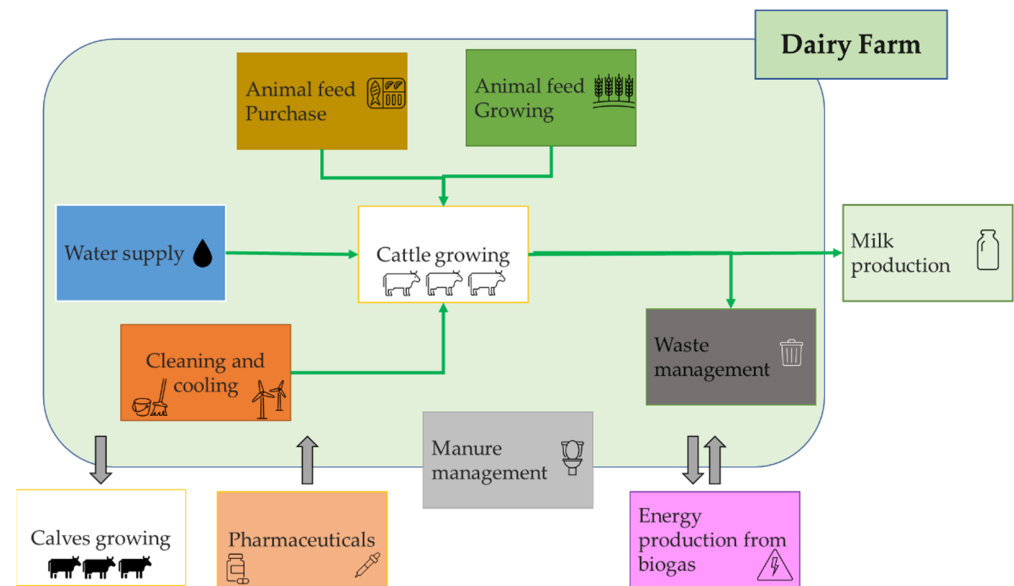 Dairy Farm
Animal feed
Purchase
Animal feed
Growing
Water supply
Cattle growing
Milk
production
Cleaning and
cooling
Waste
management
Manure
management
Calves growing
Pharmaceuticals
Energy
production from
biogas